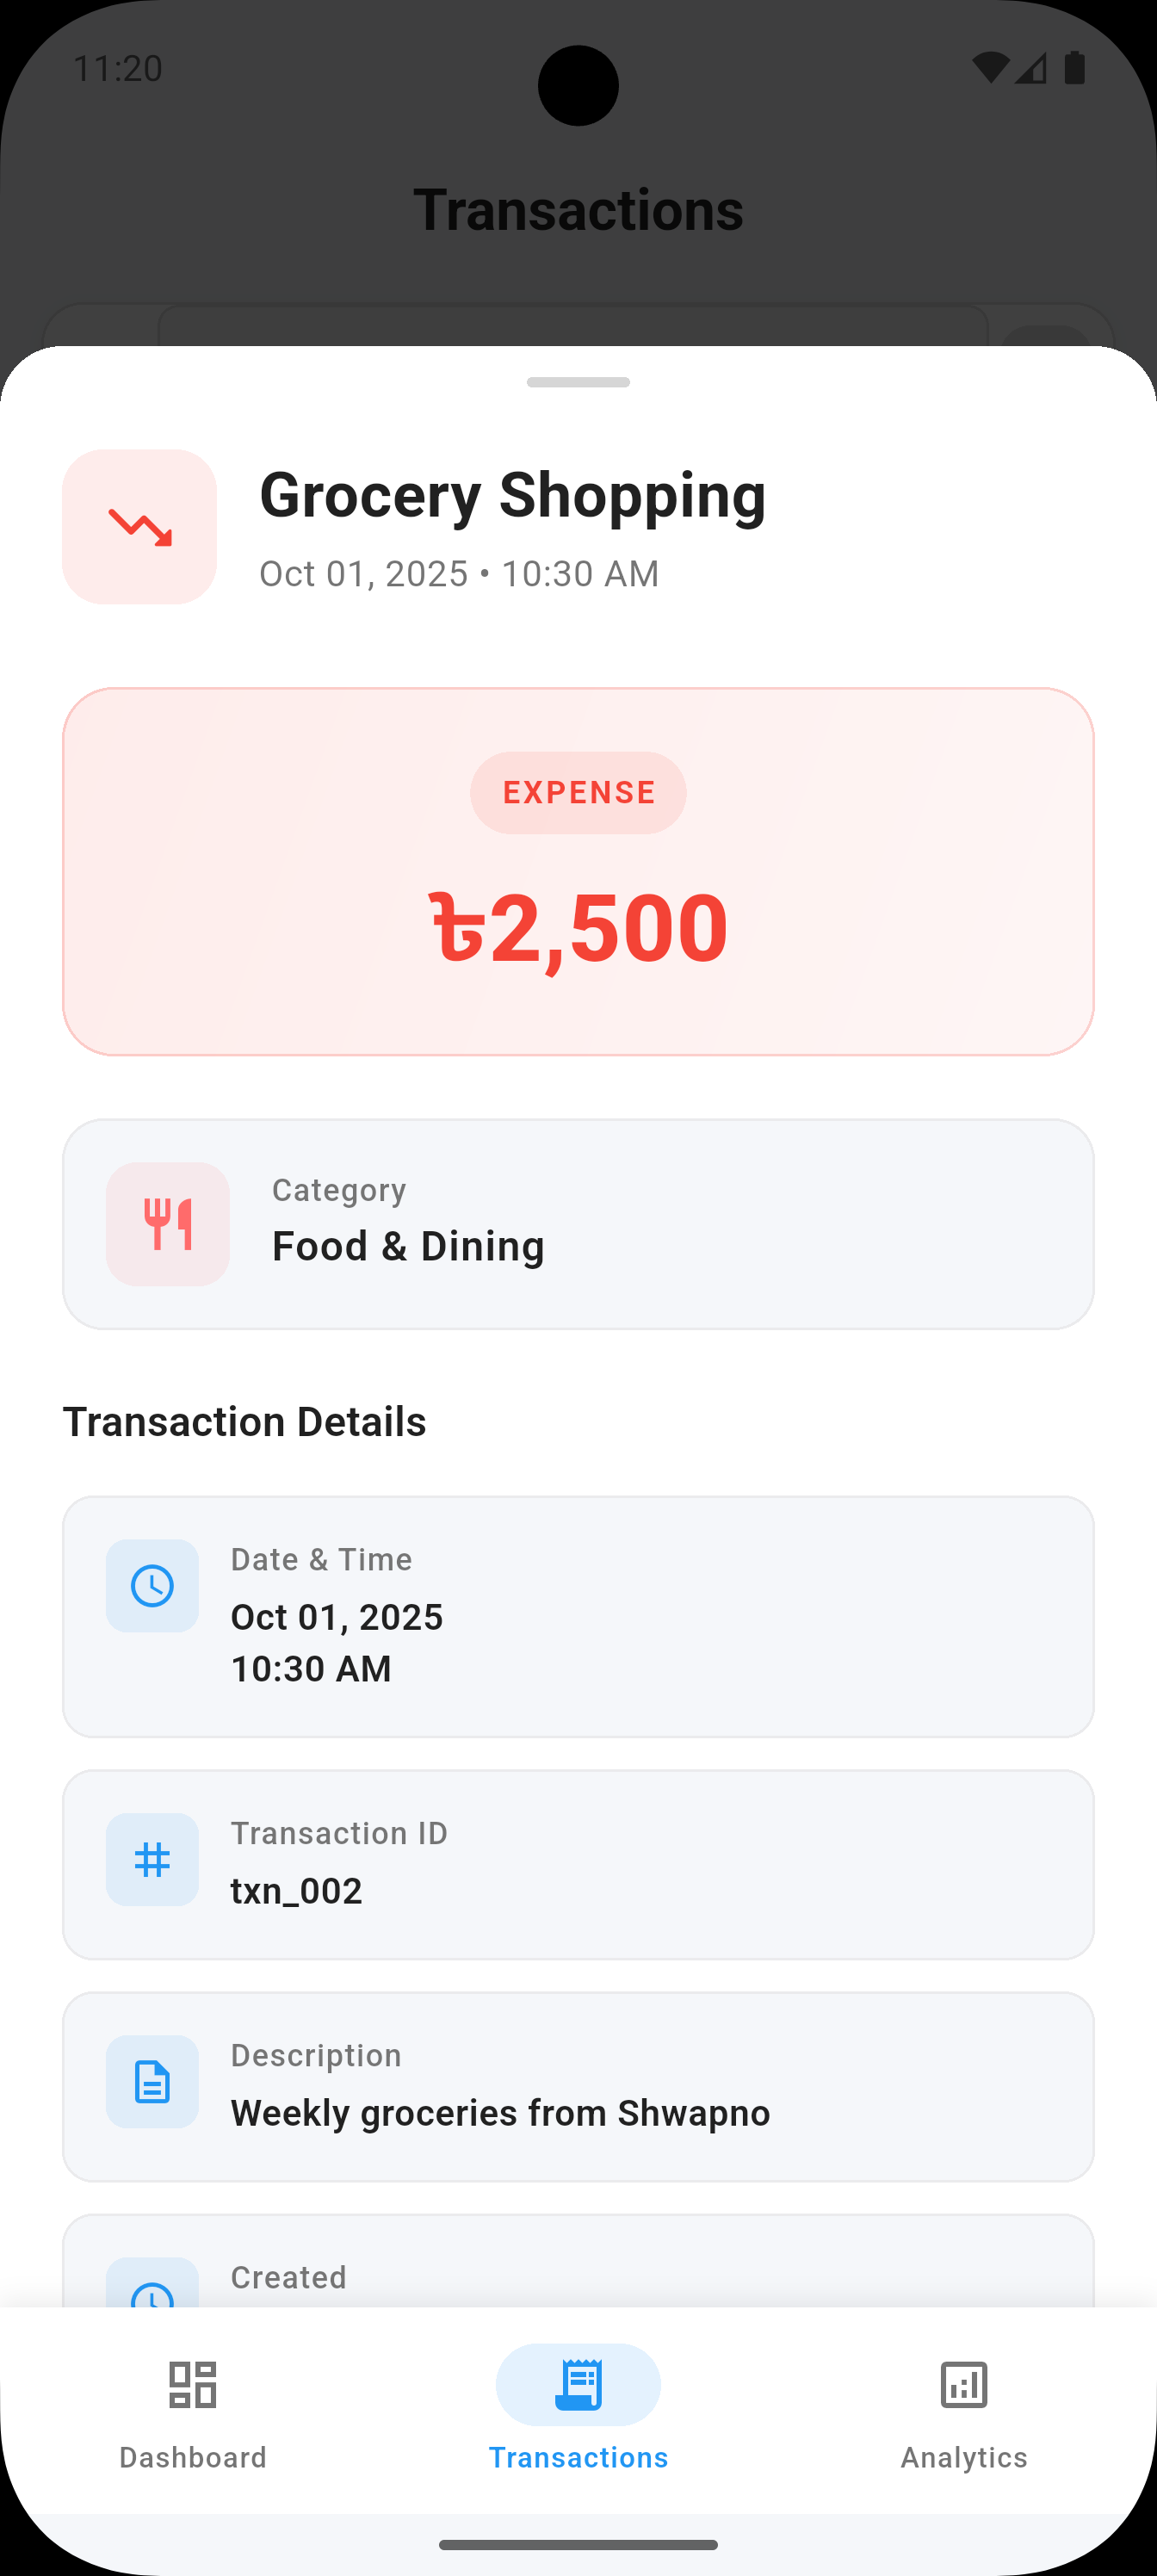 11:20
Transactions
Grocery Shopping
Oct 01, 2025 • 10:30 AM
EXPENSE
৳2,500
Category
Food & Dining
Transaction Details
Date & Time
Oct 01, 2025
10:30 AM
Transaction ID
txn_002
Description
Weekly groceries from Shwapno
Created
Dashboard
Transactions
Analytics